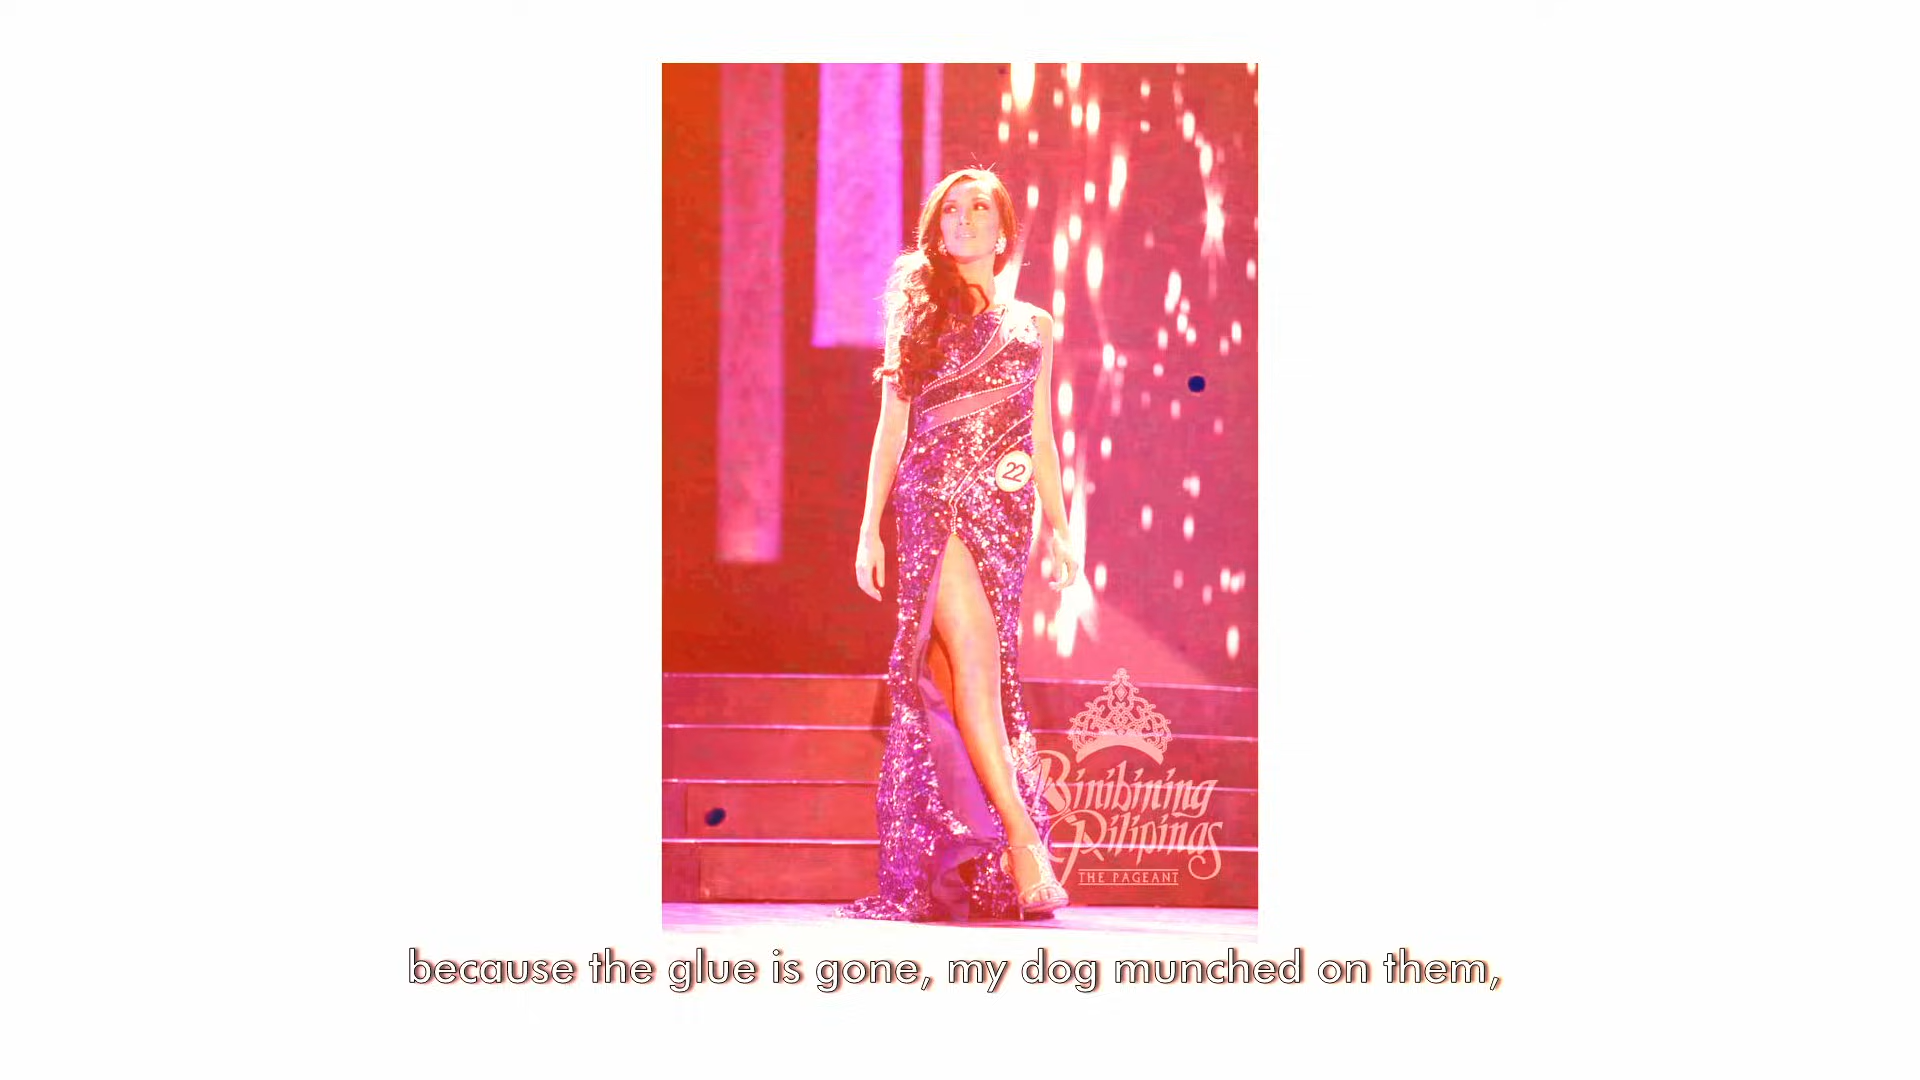 22
Binibining
Pilipinas
THE PAGEANT
because the glue is gone, my dog munched on them,